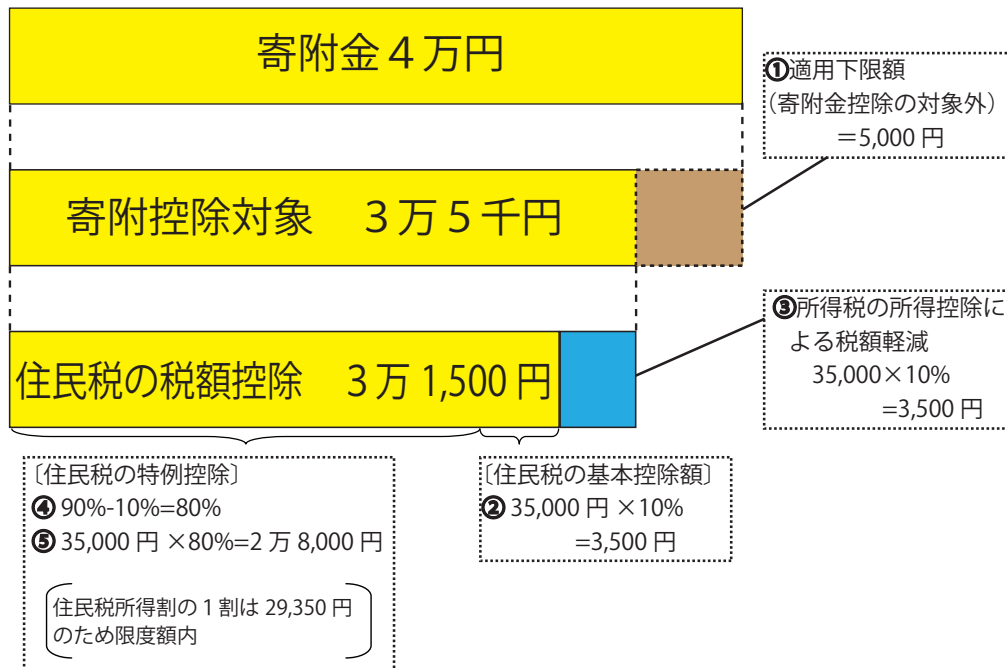 寄附金４万円
❶適用下限額
（寄附金控除の対象外）
＝5,000 円
寄附控除対象　３万５千円
❸所得税の所得控除に
よる税額軽減
35,000×10%
=3,500 円
住民税の税額控除　３万 1,500 円
〔住民税の特例控除〕
❹ 90%-10%=80%
❺ 35,000 円 ×80%=2 万 8,000 円
住民税所得割の 1 割は 29,350 円
のため限度額内
〔住民税の基本控除額〕
❷ 35,000 円 ×10%
=3,500 円